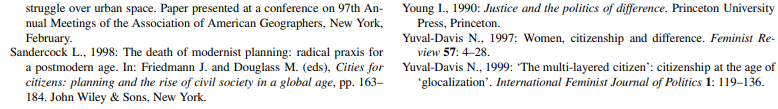 struggle over urban space. Paper presented at a conference on 97th An-
nual Meetings of the Association of American Geographers, New York,
February.
Sandercock L., 1998: The death of modernist planning: radical praxis for
a postmodern age. In: Friedmann J. and Douglass M. (eds), Cities for
citizens: planning and the rise of civil society in a global age, pp. 163–
184. John Wiley & Sons, New York.
Young I., 1990: Justice and the politics of difference. Princeton University
Press, Princeton.
Yuval-Davis N., 1997: Women, citizenship and difference. Feminist Re-
view 57: 4–28.
Yuval-Davis N., 1999: ‘The multi-layered citizen’: citizenship at the age of
‘glocalization’. International Feminist Journal of Politics 1: 119–136.